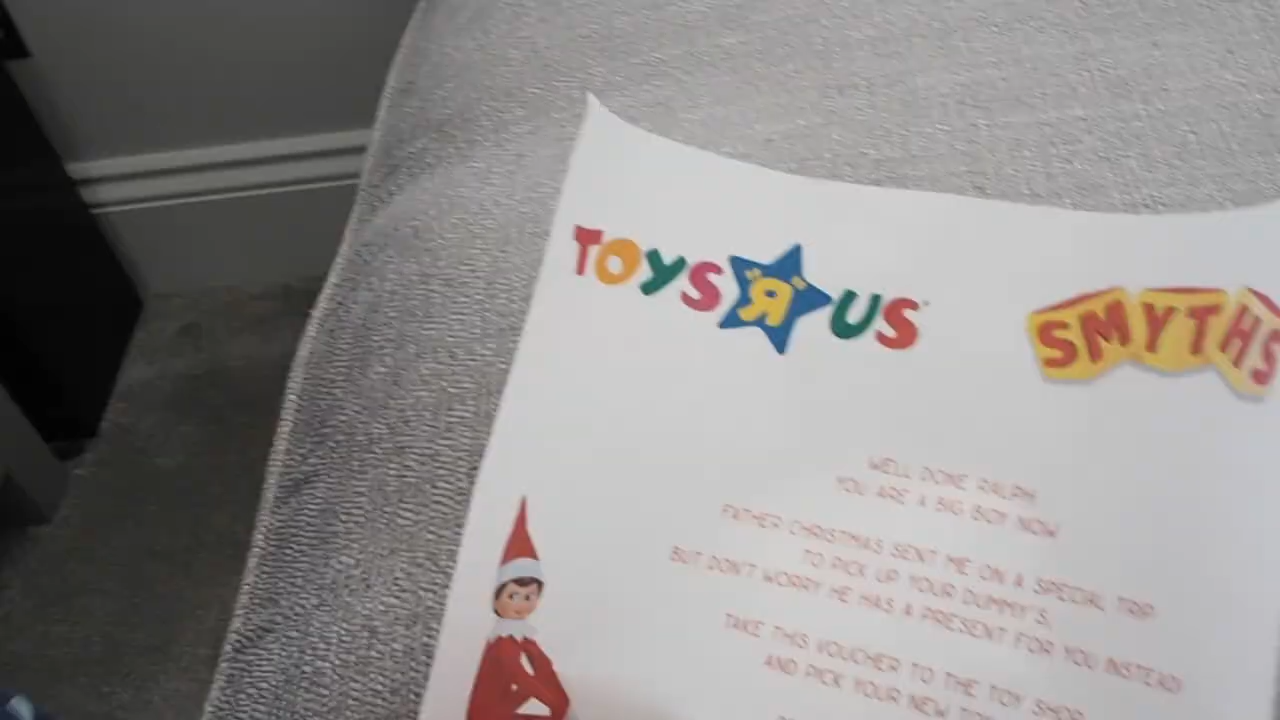 TOYS "R" US
SMYTHS
WELL DONE RALPH
YOU ARE A BIG BOY NOW
FATHER CHRISTMAS SENT ME ON A SPECIAL TRIP
TO PICK UP YOUR DUMMY'S,
BUT DON'T WORRY HE HAS A PRESENT FOR YOU INSTEAD
TAKE THIS VOUCHER TO THE TOY SHOP
AND PICK YOUR NEW TOY